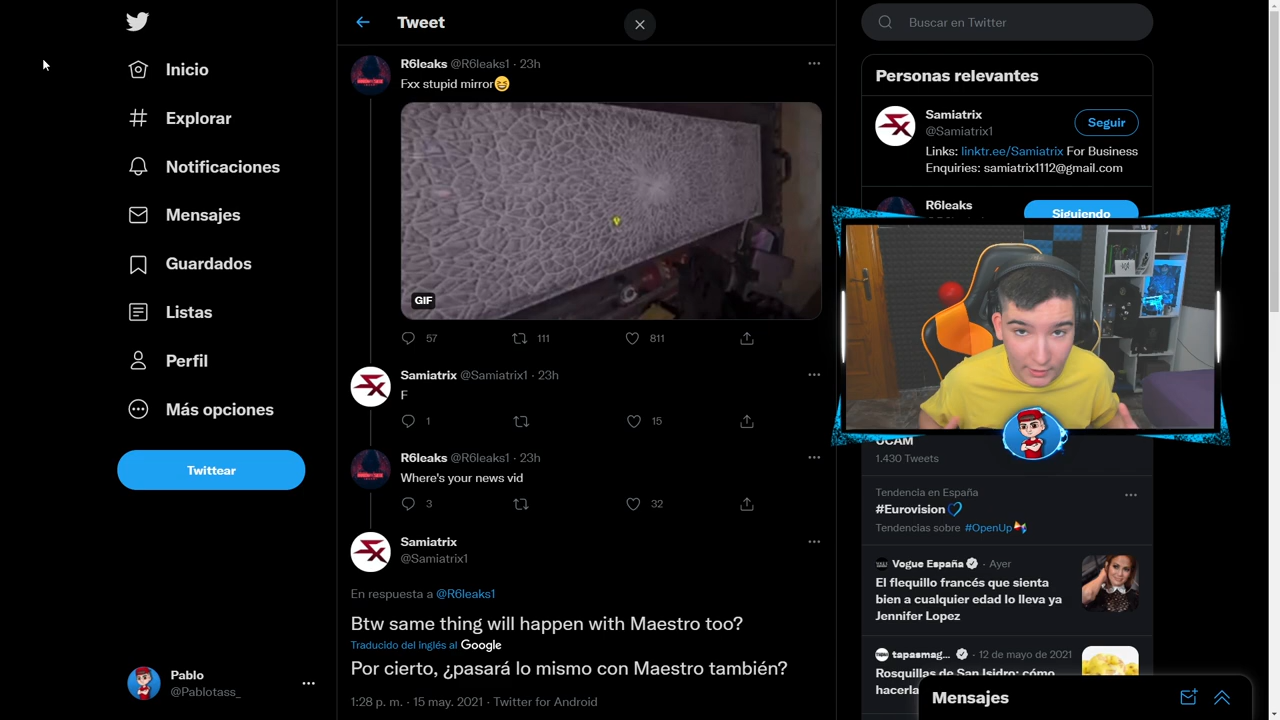 Tweet
Buscar en Twitter
Inicio
Explorar
Notificaciones
Mensajes
Guardados
Listas
Perfil
Más opciones
Twittear
Pablo
@Pablotass_
R6leaks @R6leaks1 · 23h
Fxx stupid mirror😆
GIF
57 111 811
Samiatrix @Samiatrix1 · 23h
F
1 15
R6leaks @R6leaks1 · 23h
Where's your news vid
3 32
Samiatrix
@Samiatrix1
En respuesta a @R6leaks1
Btw same thing will happen with Maestro too?
Traducido del inglés al Google
Por cierto, ¿pasará lo mismo con Maestro también?
1:28 p. m. · 15 may. 2021 · Twitter for Android
Personas relevantes
Samiatrix
@Samiatrix1
Seguir
Links: linktr.ee/Samiatrix For Business
Enquiries: samiatrix1112@gmail.com
R6leaks
Siguiendo
UCAM
1.430 Tweets
Tendencia en España
#Eurovision
Tendencias sobre #OpenUp
Vogue España · Ayer
El flequillo francés que sienta
bien a cualquier edad lo lleva ya
Jennifer Lopez
tapasmag... · 12 de mayo de 2021
Rosquillas de San Isidro: cómo
Mensajes